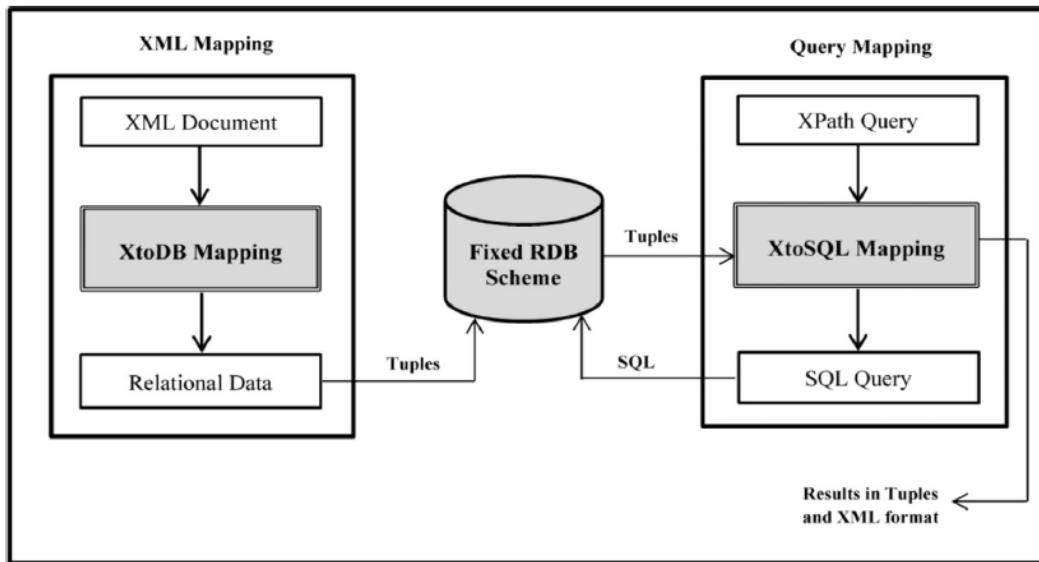 XML Mapping
XML Document
XtoDB Mapping
Relational Data
Tuples
Fixed RDB
Scheme
Tuples
SQL
Query Mapping
XPath Query
XtoSQL Mapping
SQL Query
Results in Tuples
and XML format